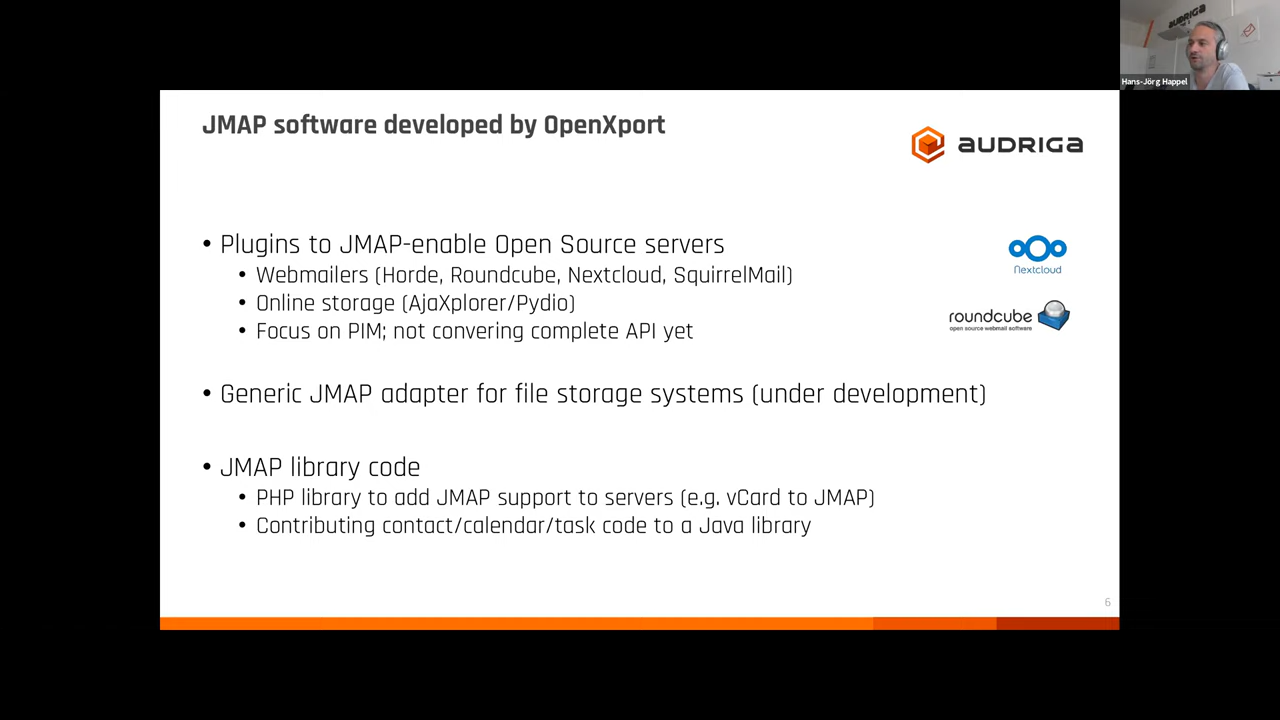 AUDRIGA
Hans-Jörg Happel
JMAP software developed by OpenXport
AUDRIGA
• Plugins to JMAP-enable Open Source servers
• Webmailers (Horde, Roundcube, Nextcloud, SquirrelMail)
• Online storage (AjaXplorer/Pydio)
• Focus on PIM; not convering complete API yet
Nextcloud
roundcube
open source webmail software
• Generic JMAP adapter for file storage systems (under development)
• JMAP library code
• PHP library to add JMAP support to servers (e.g. vCard to JMAP)
• Contributing contact/calendar/task code to a Java library
6